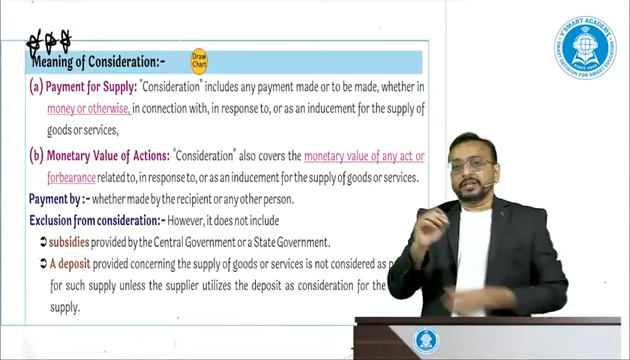 V'SMART ACADEMY
Meaning of Consideration:-
Draw
Chart
(a) Payment for Supply: "Consideration includes any payment made or to be made, whether in
money or otherwise, in connection with, in response to, or as an inducement for the supply of
goods or services,
(b) Monetary Value of Actions: "Consideration also covers the monetary value of any act or
forbearance related to, in response to, or as an inducement for the supply of goods or services.
Payment by :- whether made by the recipient or any other person.
Exclusion from consideration:- However, it does not include
➲ subsidies provided by the Central Government or a State Government.
➲ A deposit provided concerning the supply of goods or services is not considered as
for such supply unless the supplier utilizes the deposit as consideration for the
supply.